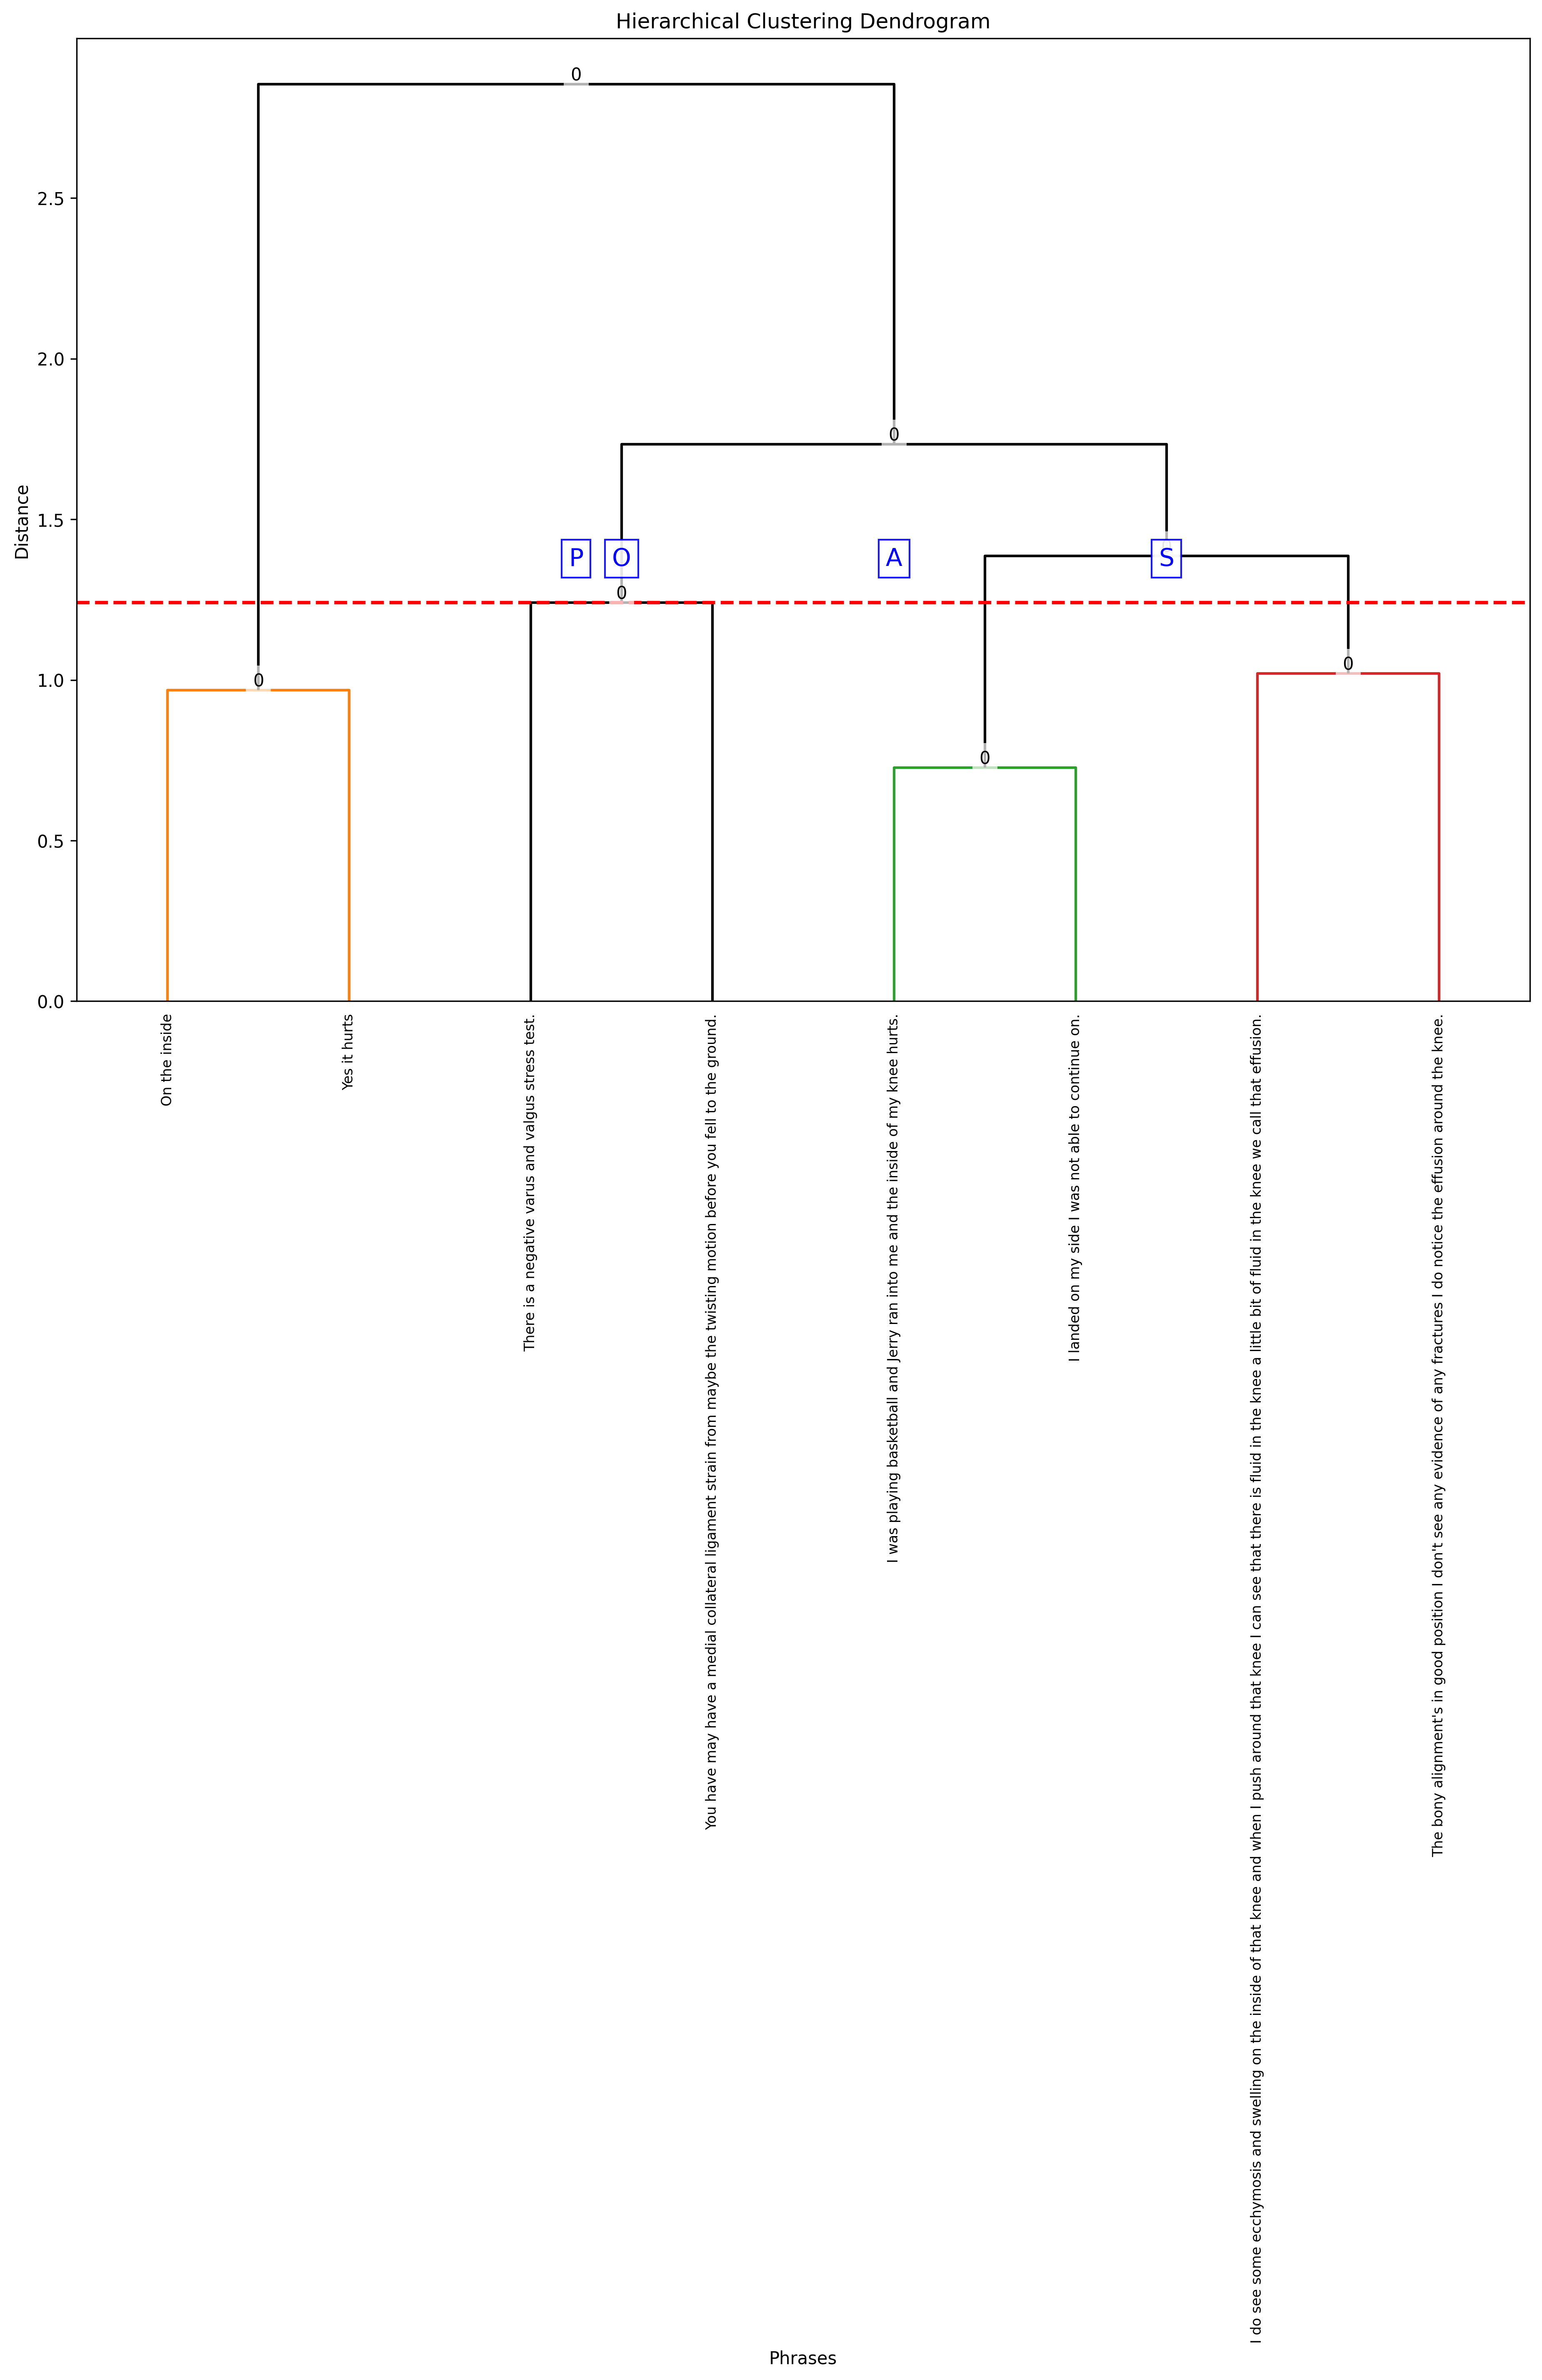 Hierarchical Clustering Dendrogram
0
2.5
2.0
0
Distance
1.5
P
O
A
S
0
0
1.0
0
0
0.5
0.0
On the inside
Yes it hurts
There is a negative varus and valgus stress test.
You have may have a medial collateral ligament strain from maybe the twisting motion before you fell to the ground.
I was playing basketball and Jerry ran into me and the inside of my knee hurts.
I landed on my side I was not able to continue on.
I do see some ecchymosis and swelling on the inside of that knee and when I push around that knee I can see that there is fluid in the knee a little bit of fluid in the knee we call that effusion.
The bony alignment's in good position I don't see any evidence of any fractures I do notice the effusion around the knee.
Phrases